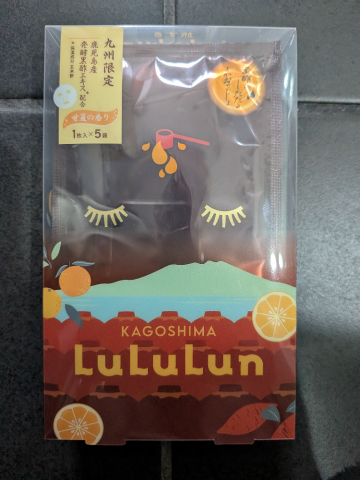 九州限定
鹿児島産
発酵黒酢エキス*配合
甘夏の香り
1枚入×5袋
KAGOSHIMA
LuLuLun